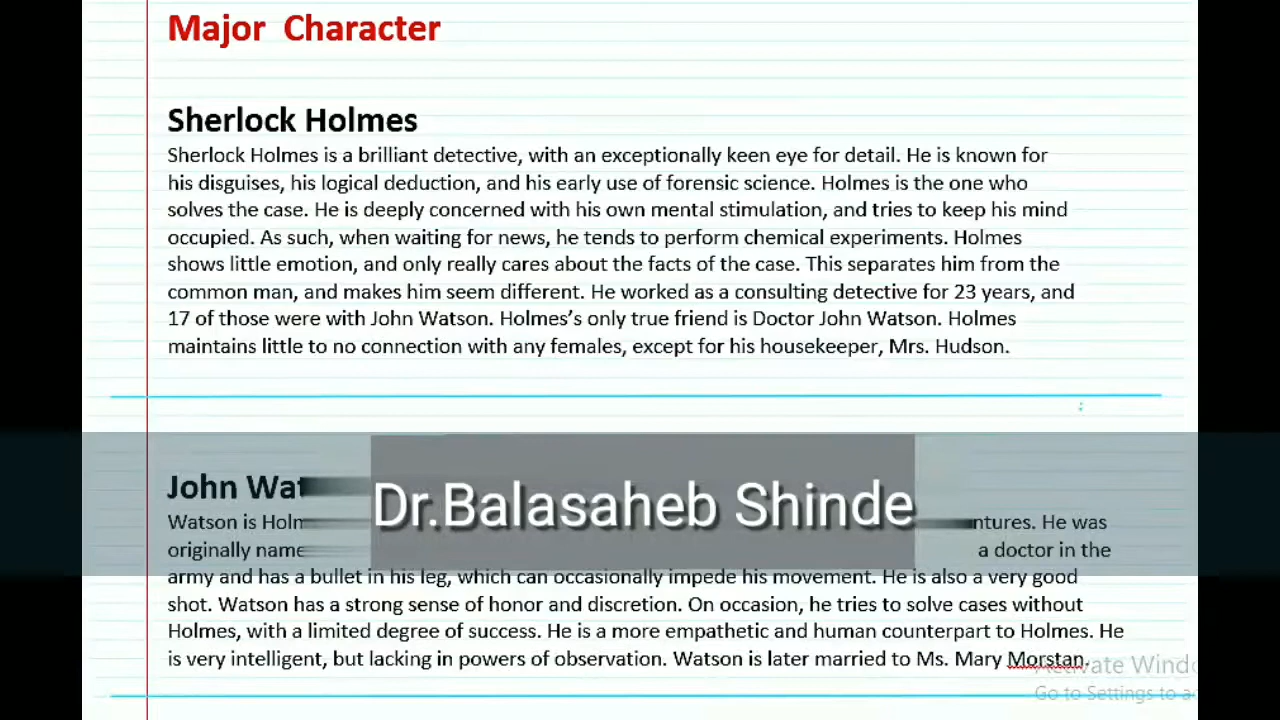 Major Character
Sherlock Holmes
Sherlock Holmes is a brilliant detective, with an exceptionally keen eye for detail. He is known for
his disguises, his logical deduction, and his early use of forensic science. Holmes is the one who
solves the case. He is deeply concerned with his own mental stimulation, and tries to keep his mind
occupied. As such, when waiting for news, he tends to perform chemical experiments. Holmes
shows little emotion, and only really cares about the facts of the case. This separates him from the
common man, and makes him seem different. He worked as a consulting detective for 23 years, and
17 of those were with John Watson. Holmes’s only true friend is Doctor John Watson. Holmes
maintains little to no connection with any females, except for his housekeeper, Mrs. Hudson.
John
Dr.Balasaheb Shinde
Watson is He was
originally a doctor in the
army and has a bullet in his leg, which can occasionally impede his movement. He is also a very good
shot. Watson has a strong sense of honor and discretion. On occasion, he tries to solve cases without
Holmes, with a limited degree of success. He is a more empathetic and human counterpart to Holmes. He
is very intelligent, but lacking in powers of observation. Watson is later married to Ms. Mary Morstan.
Go to Settings to